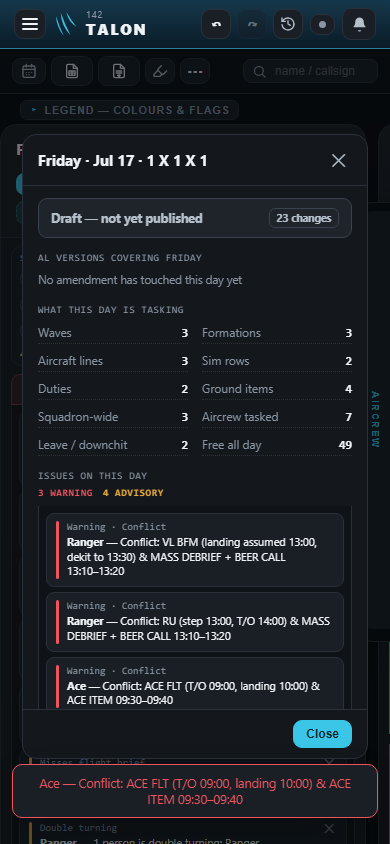 142
TALON
name / callsign
LEGEND — COLOURS & FLAGS
Friday · Jul 17 · 1 X 1 X 1
Draft — not yet published
23 changes
AL VERSIONS COVERING FRIDAY
No amendment has touched this day yet
WHAT THIS DAY IS TASKING
Waves 3 Formations 3
Aircraft lines 3 Sim rows 2
Duties 2 Ground items 4
Squadron-wide 3 Aircrew tasked 7
Leave / downchit 2 Free all day 49
AIRCREW
ISSUES ON THIS DAY
3 WARNING 4 ADVISORY
Warning · Conflict
Ranger — Conflict: VL BFM (landing assumed 13:00,
dekit to 13:30) & MASS DEBRIEF + BEER CALL
13:10–13:20
Warning · Conflict
Ranger — Conflict: RU (step 13:00, T/O 14:00) & MASS
DEBRIEF + BEER CALL 13:10–13:20
Warning · Conflict
Ace — Conflict: ACE FLT (T/O 09:00, landing 10:00) &
ACE ITEM 09:30–09:40
Close
Misses flight brief
Ace — Conflict: ACE FLT (T/O 09:00, landing 10:00) & ACE
ITEM 09:30–09:40
Double turning
Ranger — 1 person is double turning: Ranger